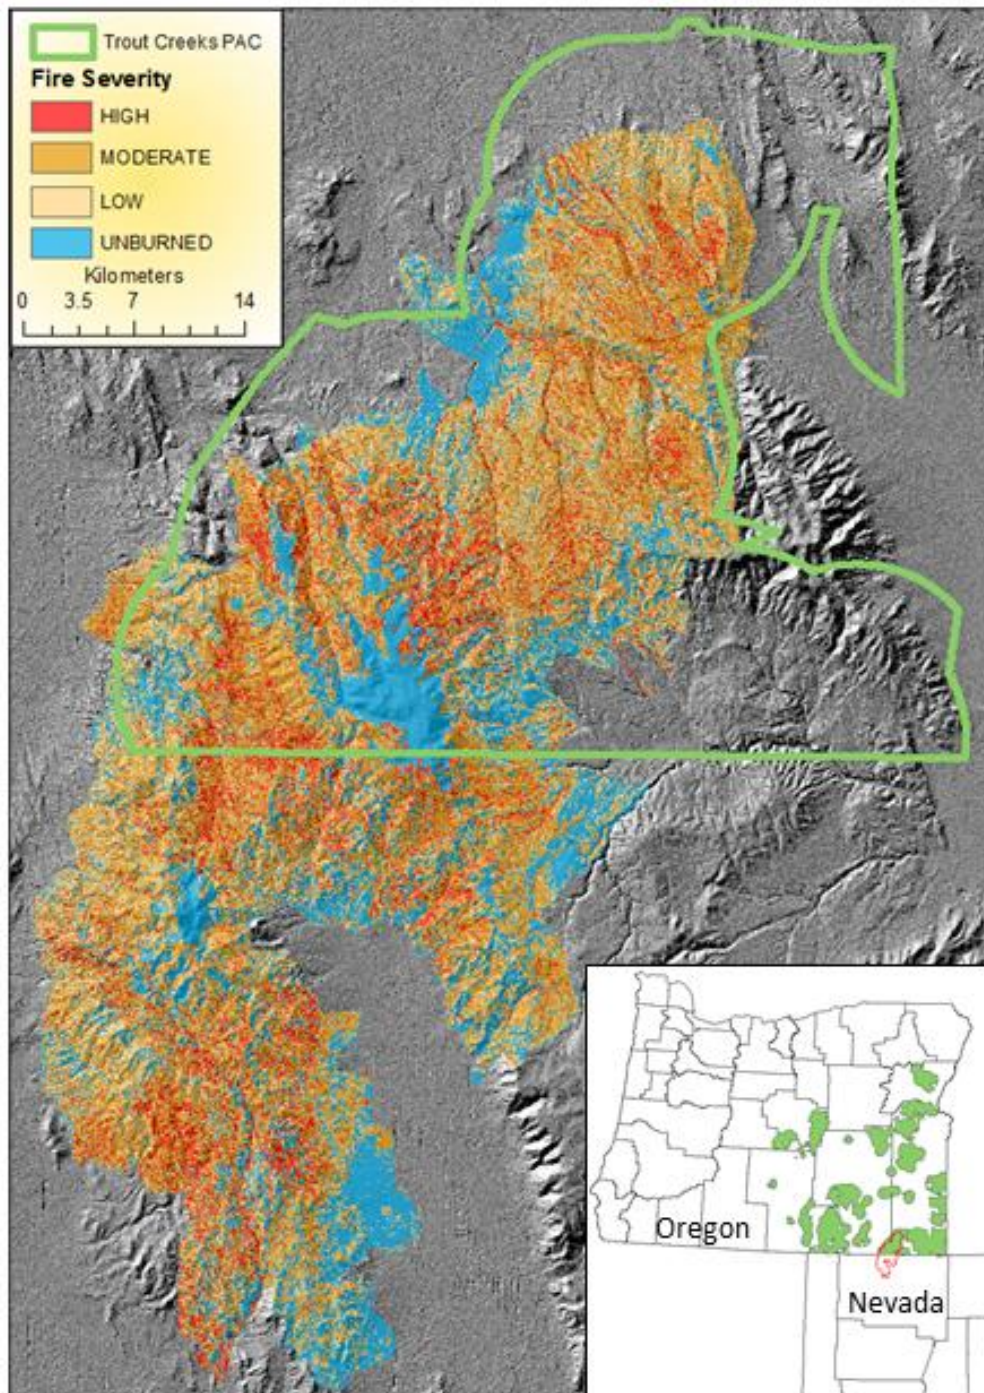 Trout Creeks PAC
Fire Severity
HIGH
MODERATE
LOW
UNBURNED
Kilometers
0 3.5 7 14
Oregon
Nevada